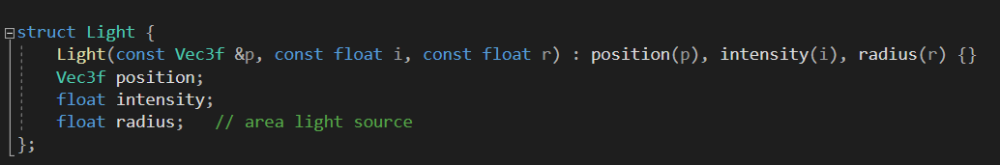 struct Light {
    Light(const Vec3f &p, const float i, const float r) : position(p), intensity(i), radius(r) {}
    Vec3f position;
    float intensity;
    float radius;   // area light source
};